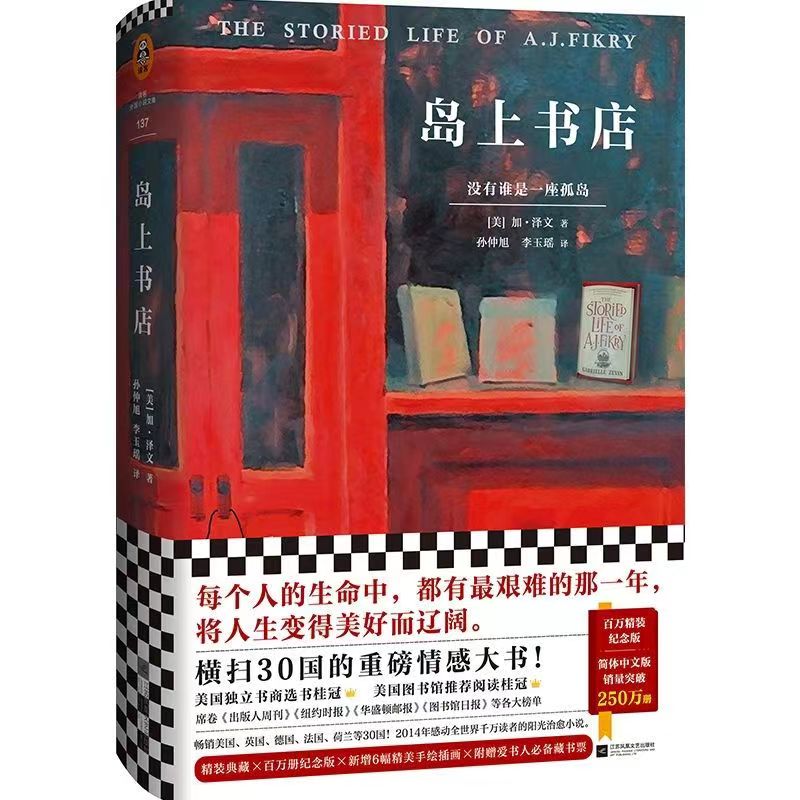 THE STORIED LIFE OF A.J.FIKRY
岛上书店
没有谁是一座孤岛
[美] 加·泽文 著
孙仲旭 李玉瑶 译
THE
STORIED
LIFE OF
A.J.FIKRY
GABRIELLE ZEVIN
读客
137
岛上书店
[美] 加·泽文 著
孙仲旭 李玉瑶 译
每个人的生命中，都有最艰难的那一年，
将人生变得美好而辽阔。
横扫30国的重磅情感大书！
美国独立书商选书桂冠 美国图书馆推荐阅读桂冠
席卷《出版人周刊》《纽约时报》《华盛顿邮报》《图书馆日报》等各大榜单
畅销美国、英国、德国、法国、荷兰等30国！2014年感动全世界千万读者的阳光治愈小说。
精装典藏×百万册纪念版×新增6幅精美手绘插画×附赠爱书人必备藏书票
百万精装
纪念版
简体中文版
销量突破
250万册
江苏凤凰文艺出版社